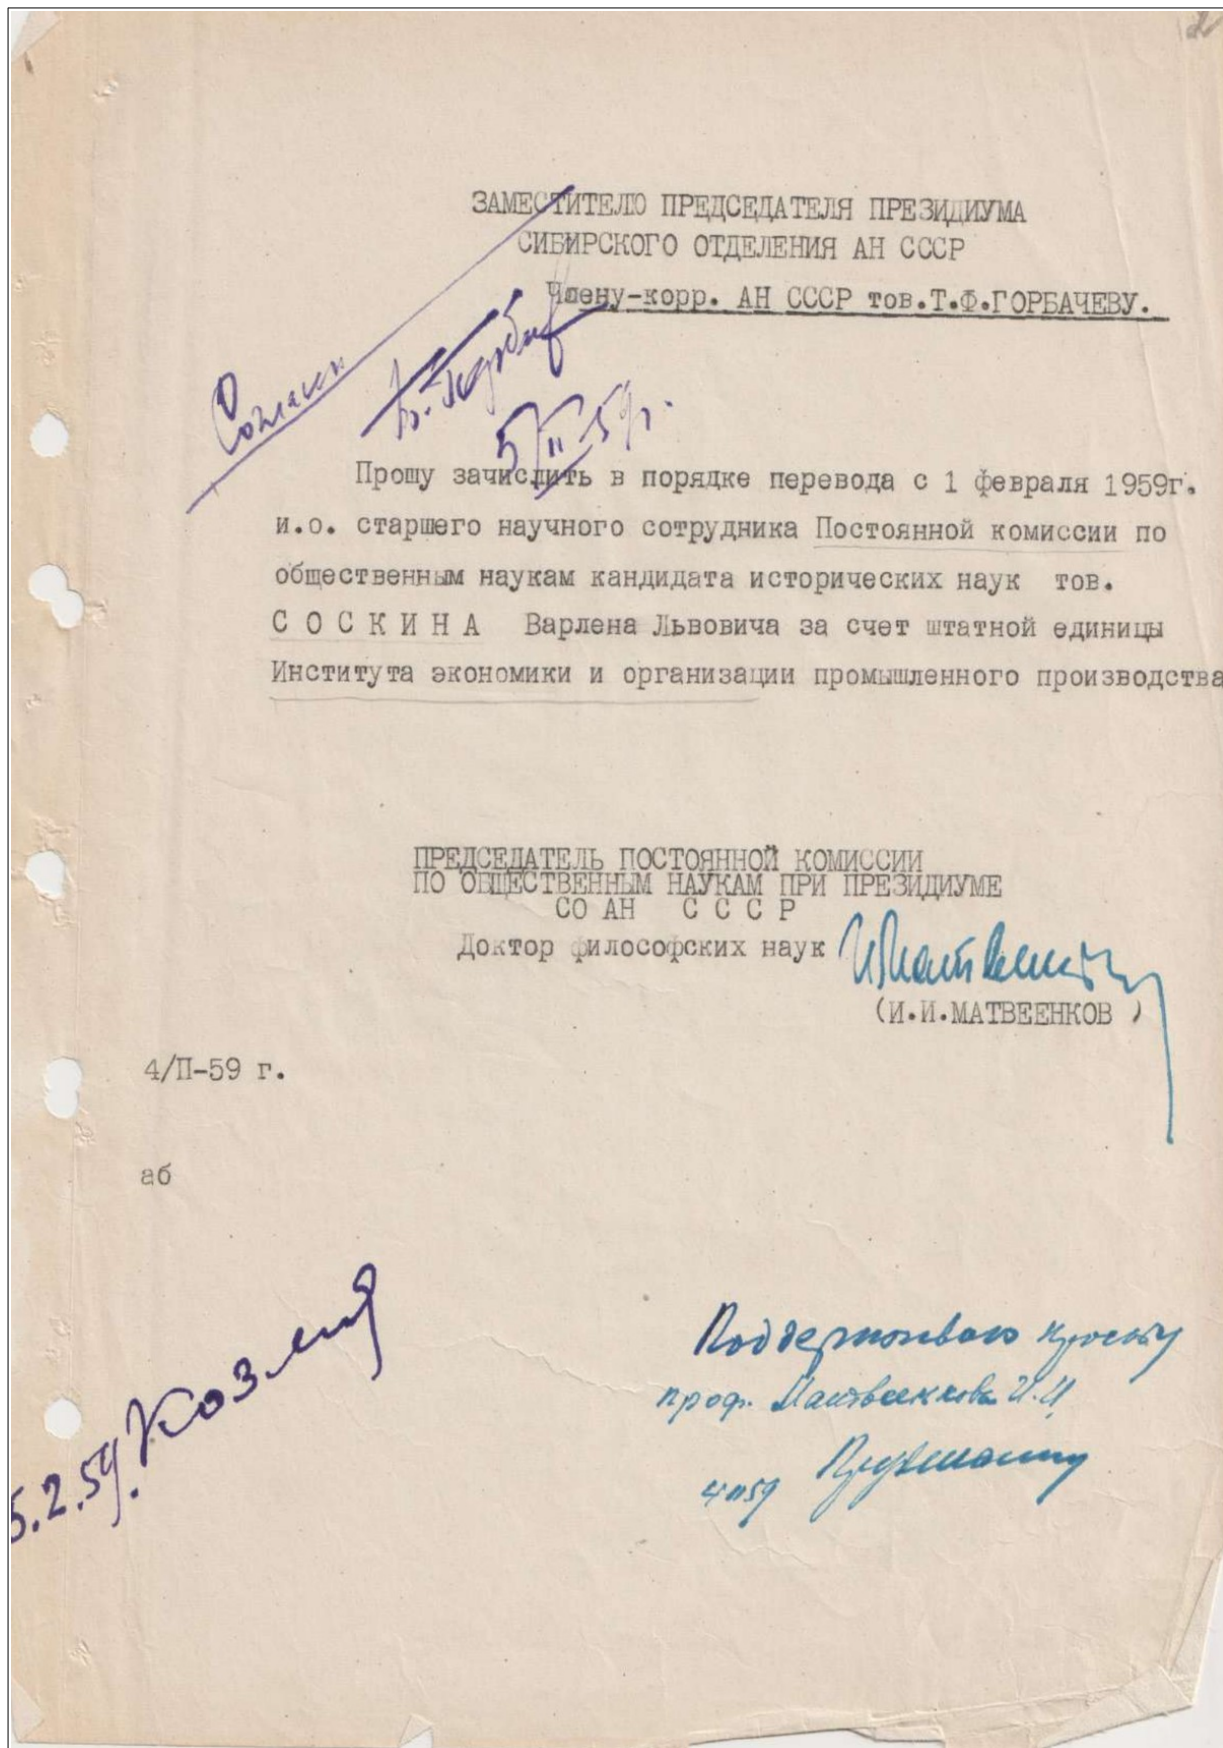 2
ЗАМЕСТИТЕЛЮ ПРЕДСЕДАТЕЛЯ ПРЕЗИДИУМА
СИБИРСКОГО ОТДЕЛЕНИЯ АН СССР
Члену-корр. АН СССР тов.Т.Ф.ГОРБАЧЕВУ.
Согласен
5/II-59г.
Прошу зачислить в порядке перевода с 1 февраля 1959г.
и.о. старшего научного сотрудника Постоянной комиссии по
общественным наукам кандидата исторических наук тов.
С О С К И Н А Варлена Львовича за счет штатной единицы
Института экономики и организации промышленного производства
ПРЕДСЕДАТЕЛЬ ПОСТОЯННОЙ КОМИССИИ
ПО ОБЩЕСТВЕННЫМ НАУКАМ ПРИ ПРЕЗИДИУМЕ
СО АН С С С Р
Доктор философских наук
(И.И.МАТВЕЕНКОВ )
4/П-59 г.
аб
5.2.59.
Поддерживаю просьбу
проф. Матвеенкова И.И.
4 II 59